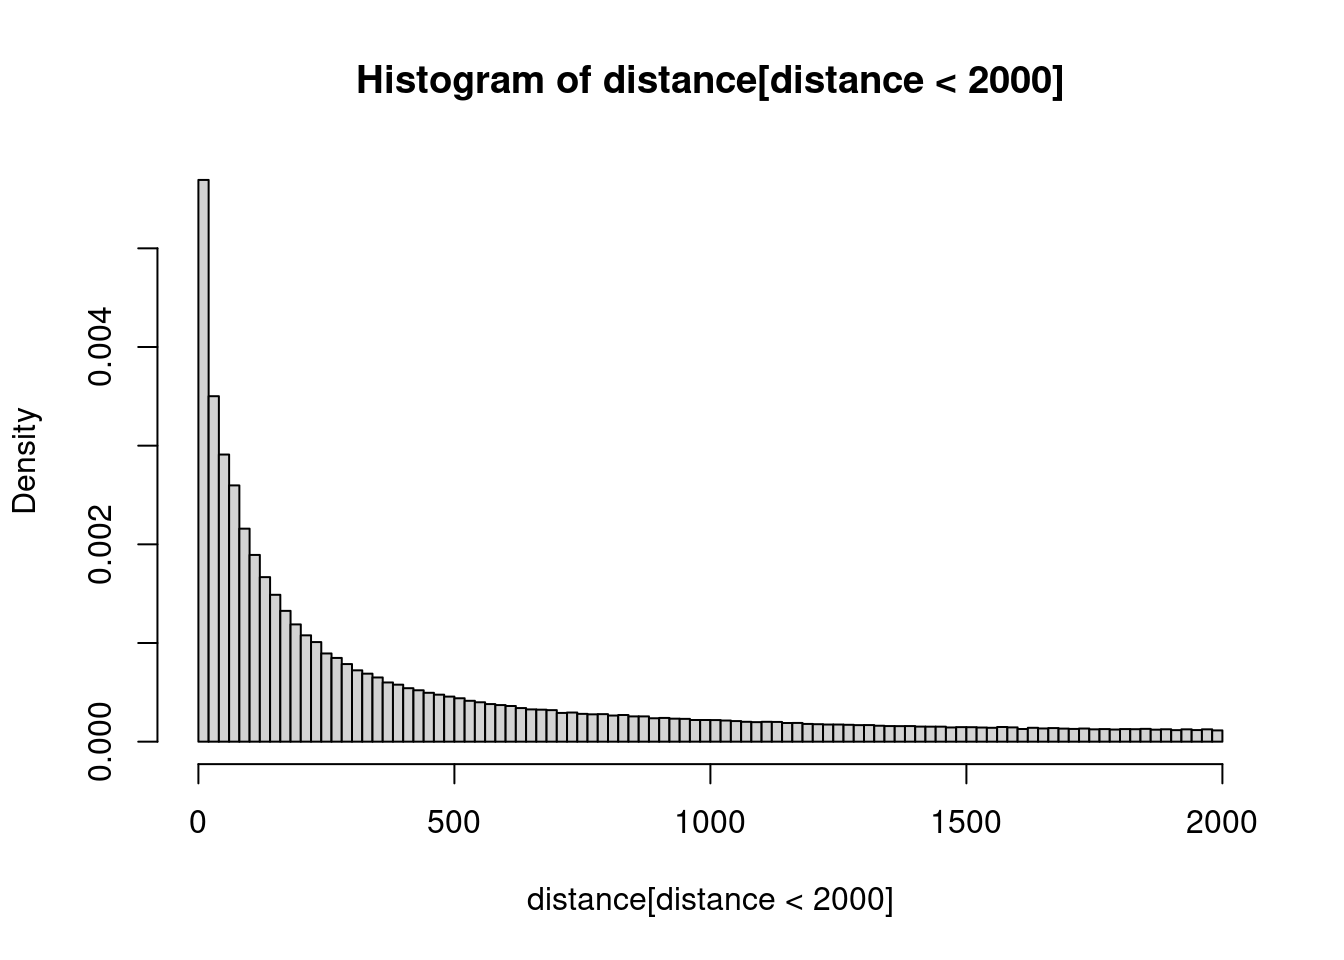 Histogram of distance[distance < 2000]
Density
0.004
0.002
0.000
0 500 1000 1500 2000
distance[distance < 2000]